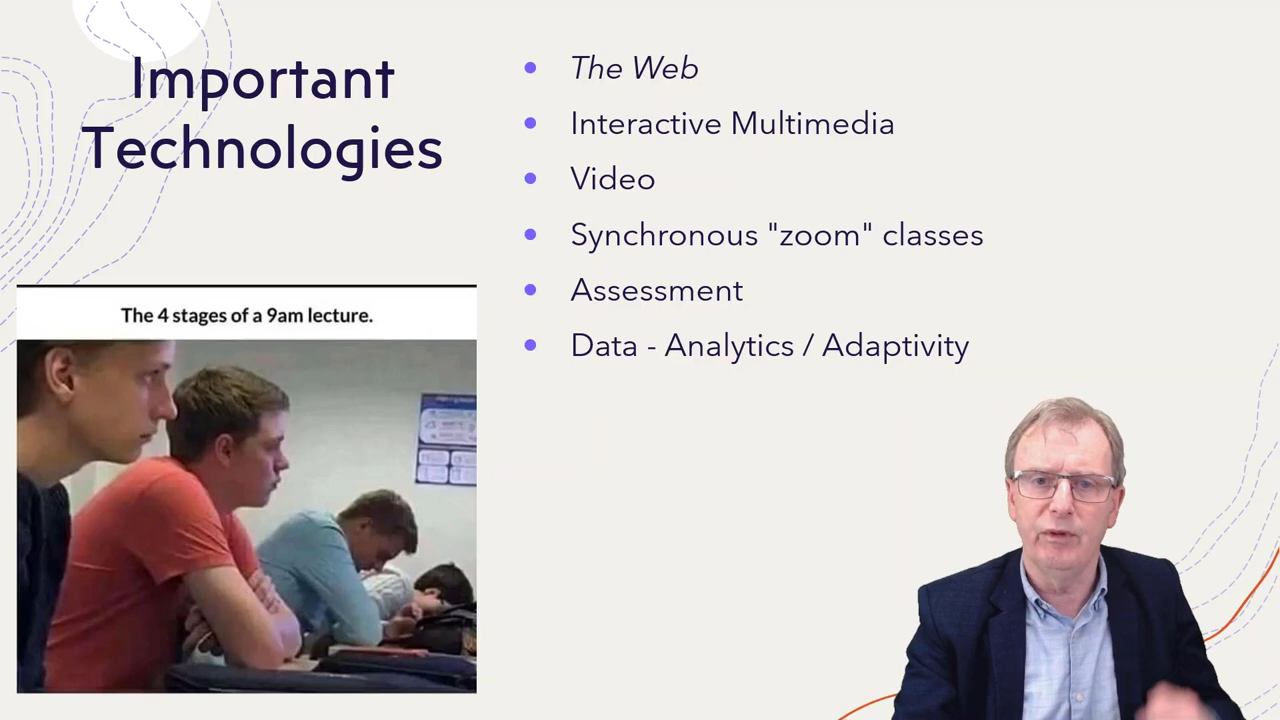 Important
Technologies
The Web
Interactive Multimedia
Video
Synchronous "zoom" classes
Assessment
Data - Analytics / Adaptivity
The 4 stages of a 9am lecture.